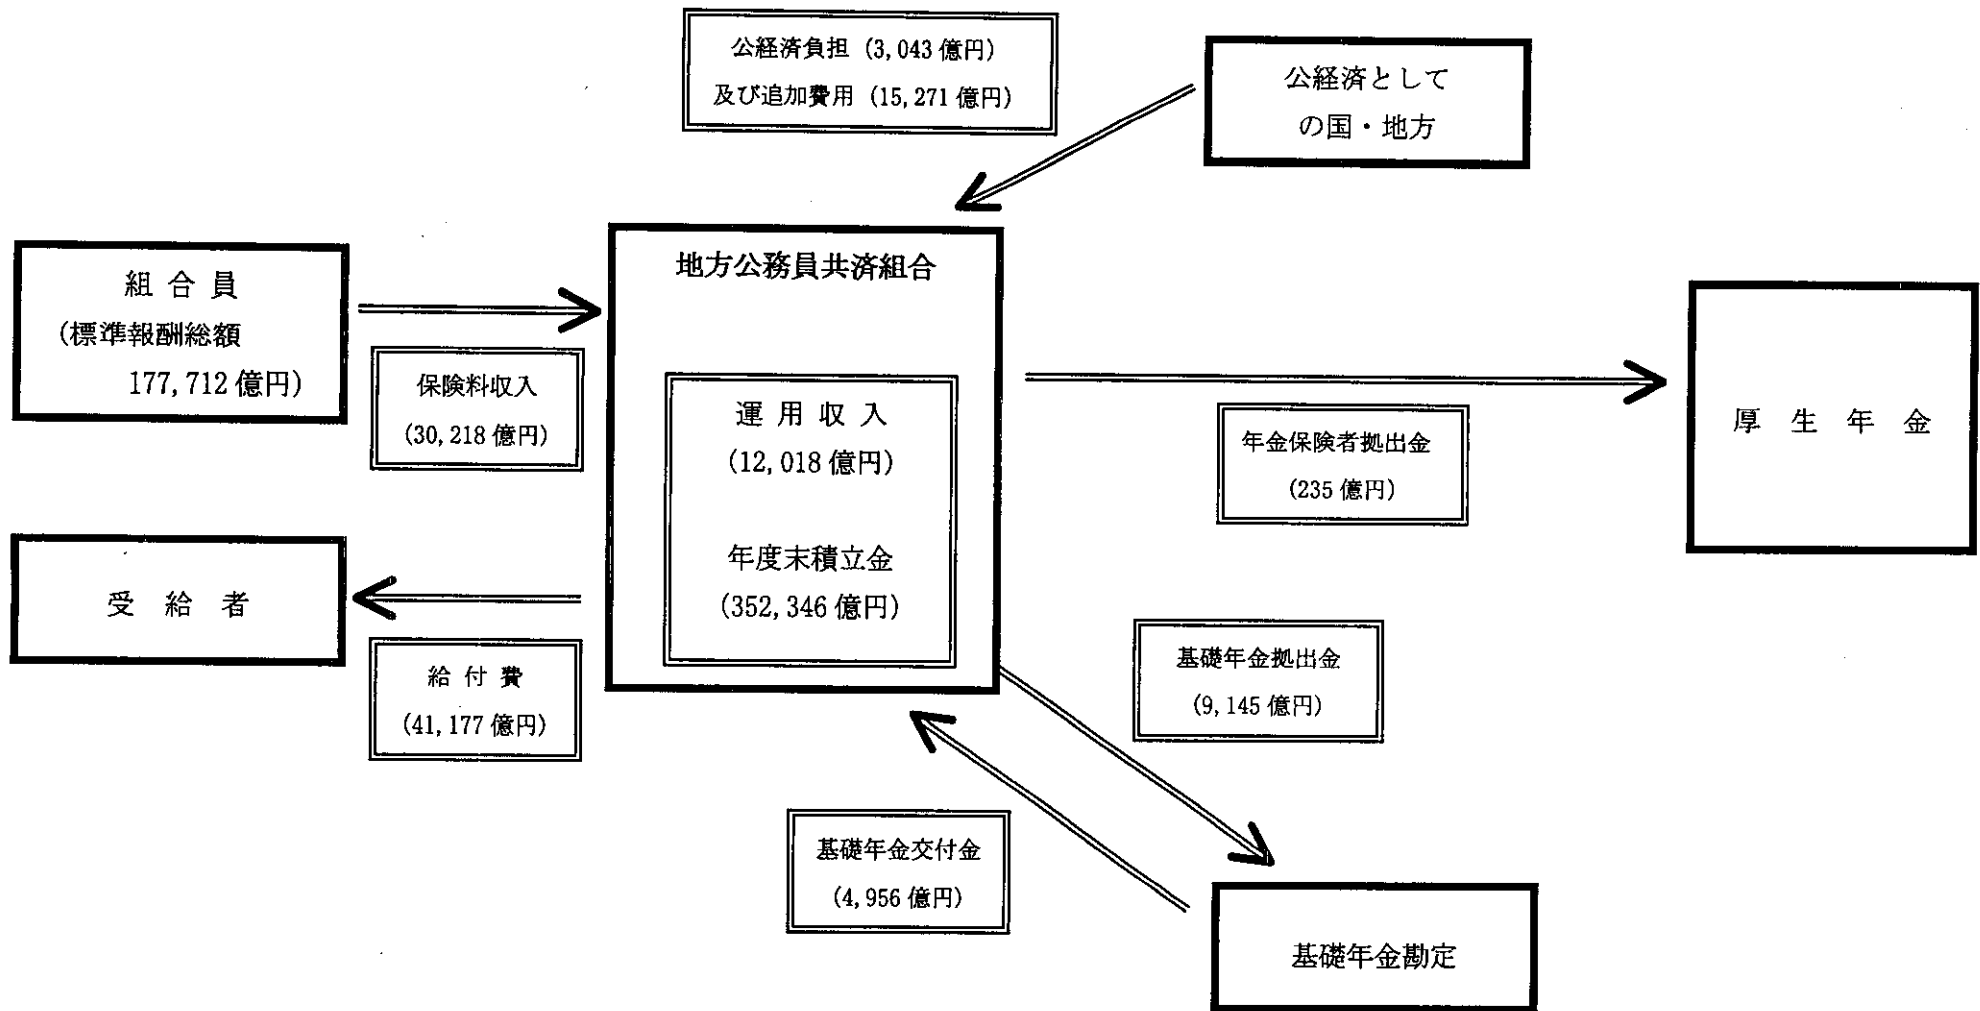 公経済負担 (3,043億円)
及び追加費用 (15,271億円)
公経済として
の国・地方
組合員
(標準報酬総額
177,712億円)
保険料収入
(30,218億円)
地方公務員共済組合
運用収入
(12,018億円)
年度末積立金
(352,346億円)
年金保険者拠出金
(235億円)
厚生年金
受給者
給付費
(41,177億円)
基礎年金拠出金
(9,145億円)
基礎年金交付金
(4,956億円)
基礎年金勘定